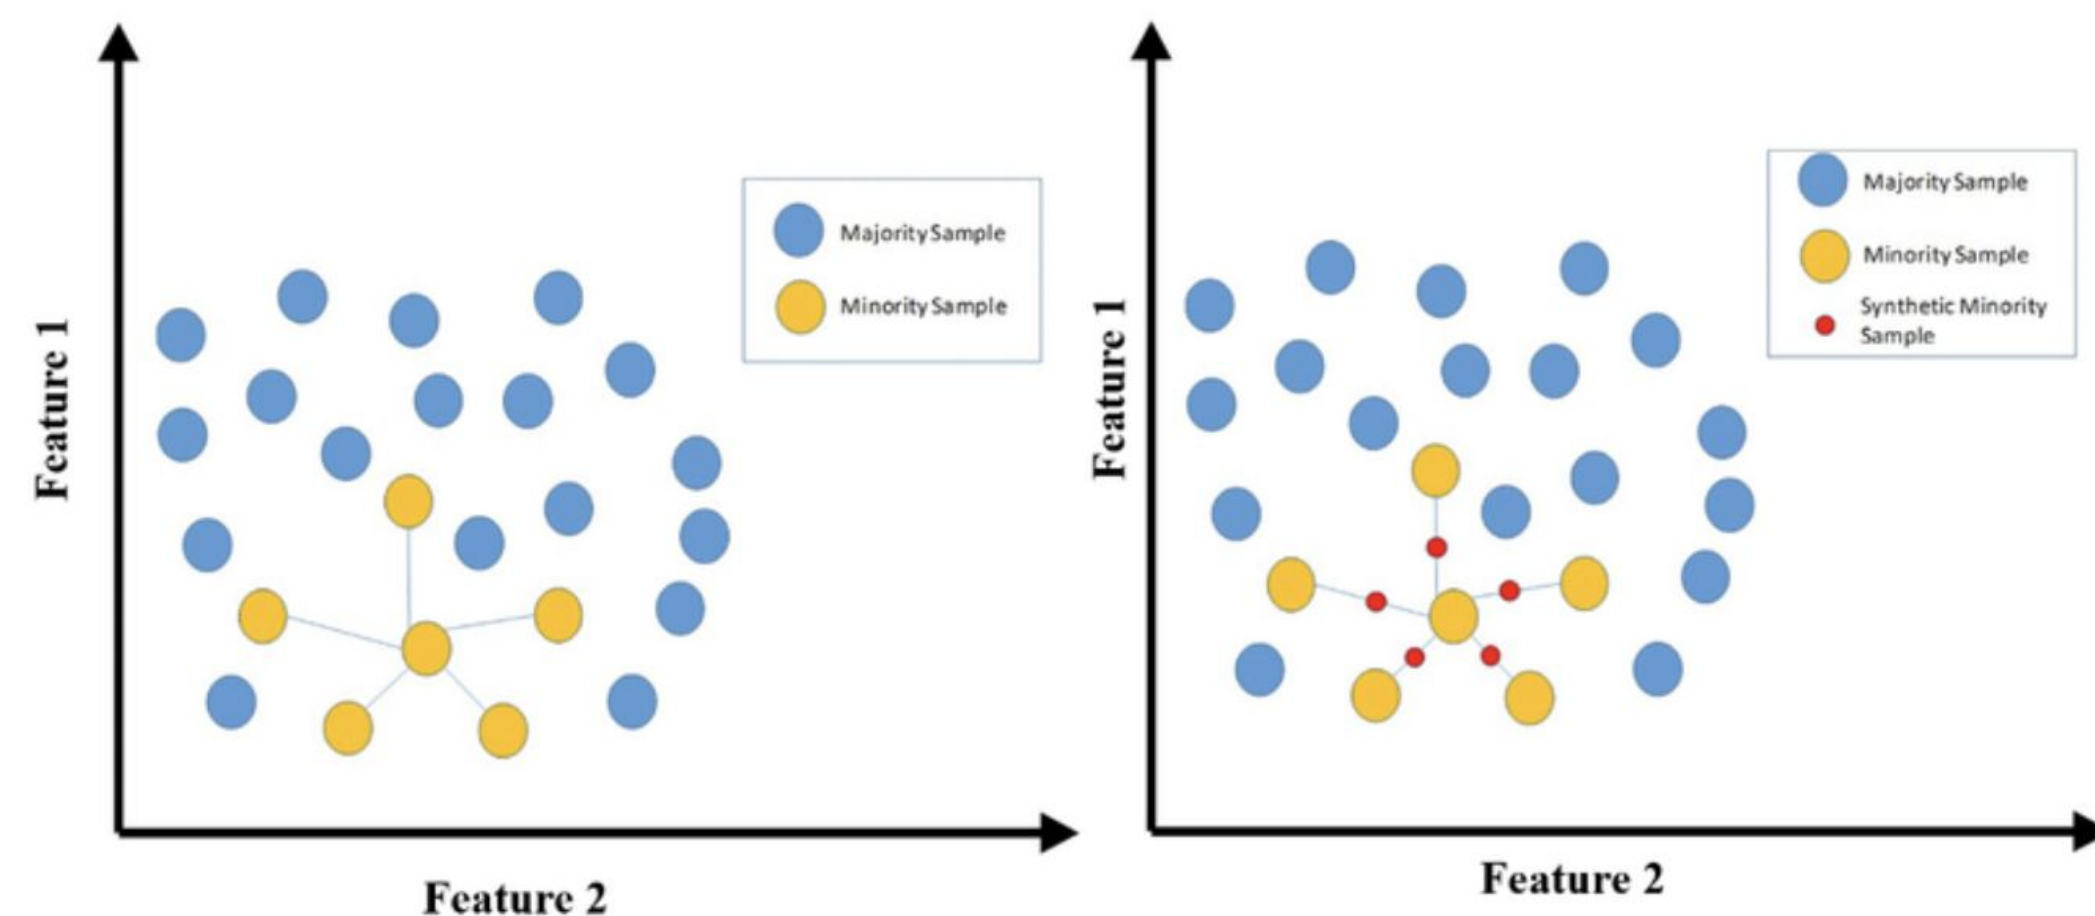 Feature 1
Majority Sample
Minority Sample
Feature 2
Feature 1
Majority Sample
Minority Sample
Synthetic Minority
Sample
Feature 2